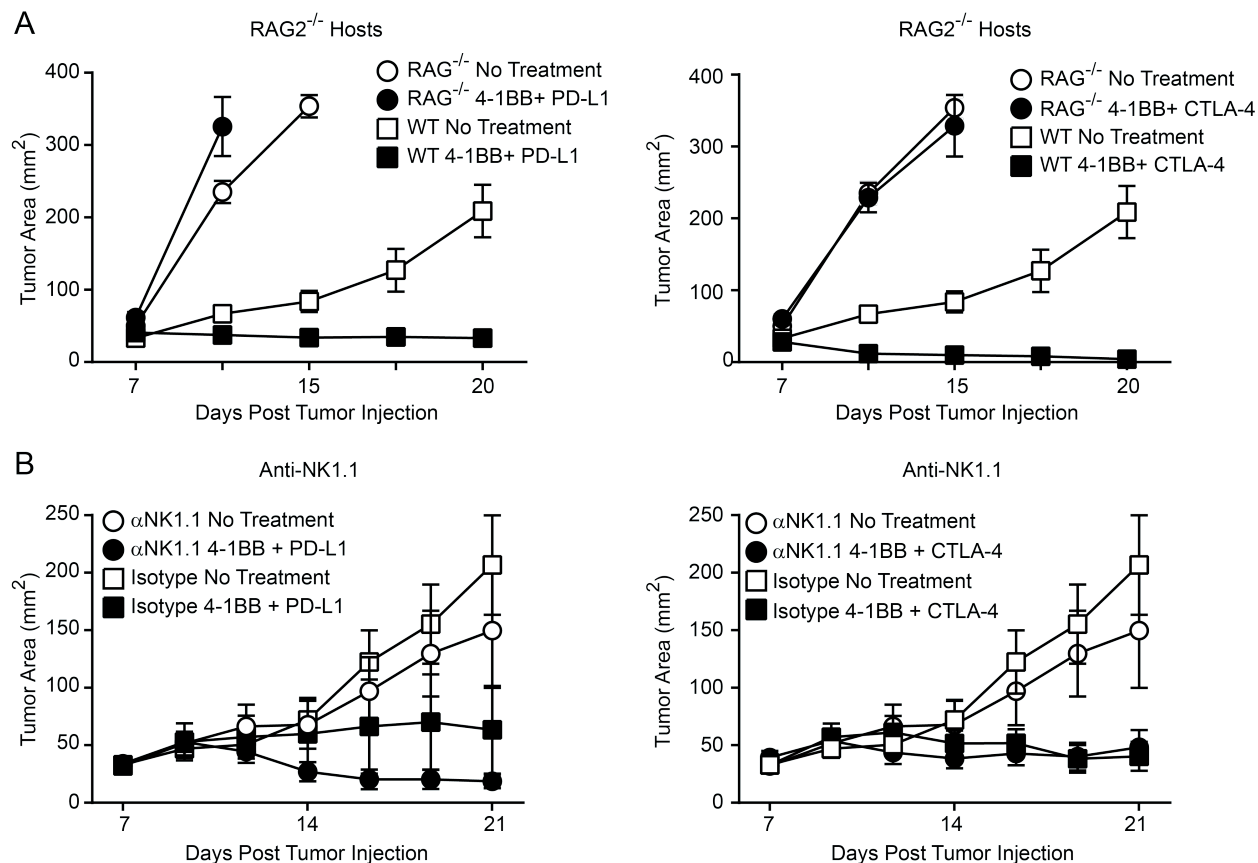 A
RAG2-/- Hosts
RAG-/- No Treatment
RAG-/- 4-1BB+ PD-L1
WT No Treatment
WT 4-1BB+ PD-L1
Tumor Area (mm2)
400
300
200
100
0
7
15
20
Days Post Tumor Injection
RAG2-/- Hosts
RAG-/- No Treatment
RAG-/- 4-1BB+ CTLA-4
WT No Treatment
WT 4-1BB+ CTLA-4
Tumor Area (mm2)
400
300
200
100
0
7
15
20
Days Post Tumor Injection
B
Anti-NK1.1
αNK1.1 No Treatment
αNK1.1 4-1BB + PD-L1
Isotype No Treatment
Isotype 4-1BB + PD-L1
Tumor Area (mm2)
250
200
150
100
50
0
7
14
21
Days Post Tumor Injection
Anti-NK1.1
αNK1.1 No Treatment
αNK1.1 4-1BB + CTLA-4
Isotype No Treatment
Isotype 4-1BB + CTLA-4
Tumor Area (mm2)
250
200
150
100
50
0
7
14
21
Days Post Tumor Injection